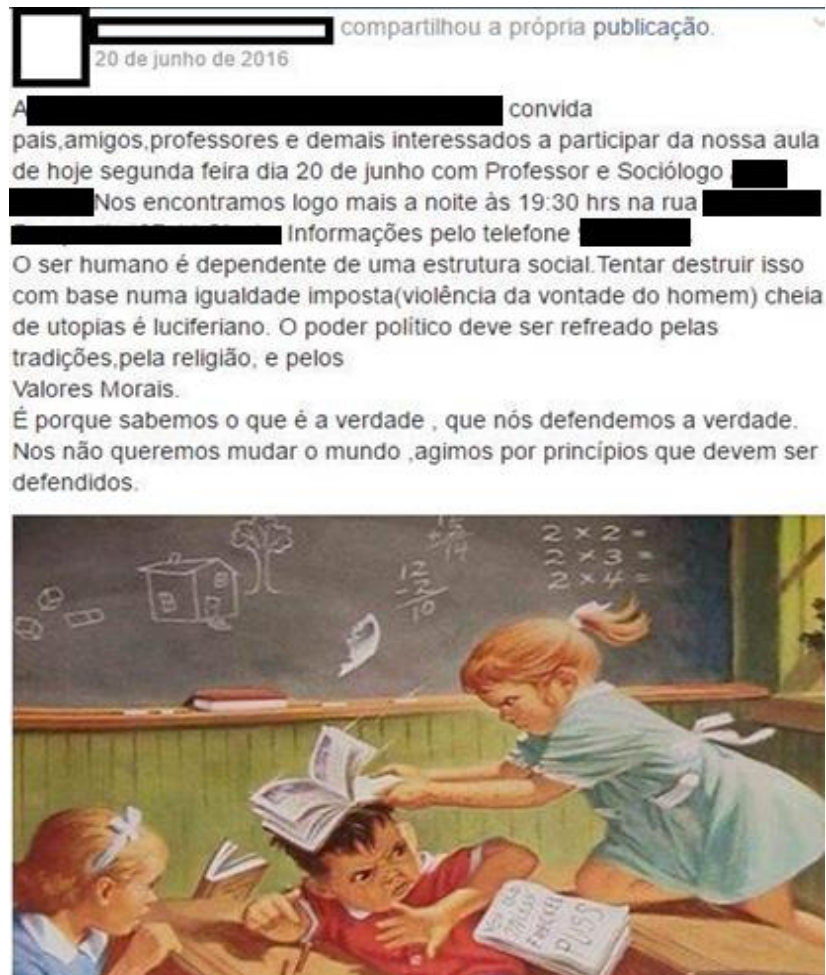 compartilhou a própria publicação.
20 de junho de 2016
A convida
pais,amigos,professores e demais interessados a participar da nossa aula
de hoje segunda feira dia 20 de junho com Professor e Sociólogo
Nos encontramos logo mais a noite às 19:30 hrs na rua
Informações pelo telefone
O ser humano é dependente de uma estrutura social.Tentar destruir isso
com base numa igualdade imposta(violência da vontade do homem) cheia
de utopias é luciferiano. O poder político deve ser refreado pelas
tradições,pela religião, e pelos
Valores Morais.
É porque sabemos o que é a verdade , que nós defendemos a verdade.
Nos não queremos mudar o mundo ,agimos por princípios que devem ser
defendidos.
14
12
-2
10
2 × 2 =
2 × 3 =
2 × 4 =